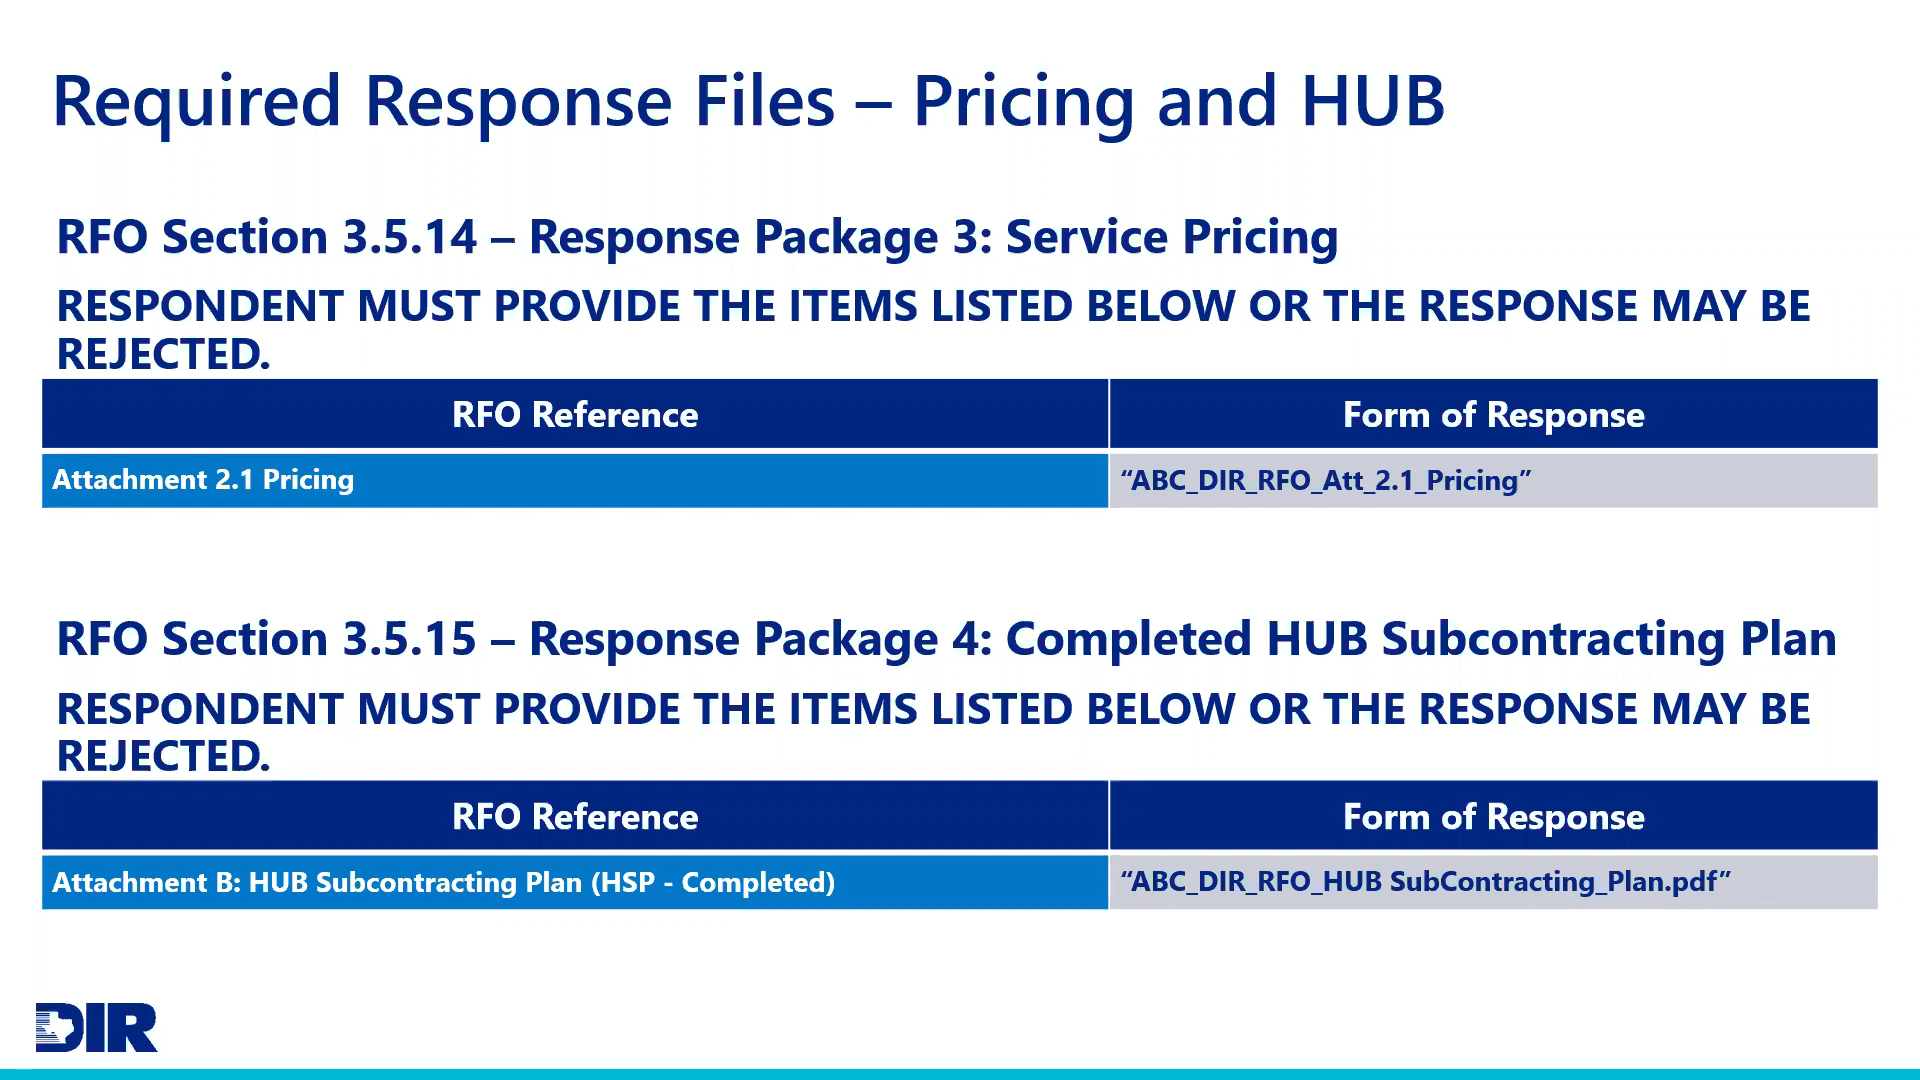 Required Response Files – Pricing and HUB
RFO Section 3.5.14 – Response Package 3: Service Pricing
RESPONDENT MUST PROVIDE THE ITEMS LISTED BELOW OR THE RESPONSE MAY BE
REJECTED.
RFO Reference
Form of Response
Attachment 2.1 Pricing
“ABC_DIR_RFO_Att_2.1_Pricing”
RFO Section 3.5.15 – Response Package 4: Completed HUB Subcontracting Plan
RESPONDENT MUST PROVIDE THE ITEMS LISTED BELOW OR THE RESPONSE MAY BE
REJECTED.
RFO Reference
Form of Response
Attachment B: HUB Subcontracting Plan (HSP - Completed)
“ABC_DIR_RFO_HUB SubContracting_Plan.pdf”
DIR